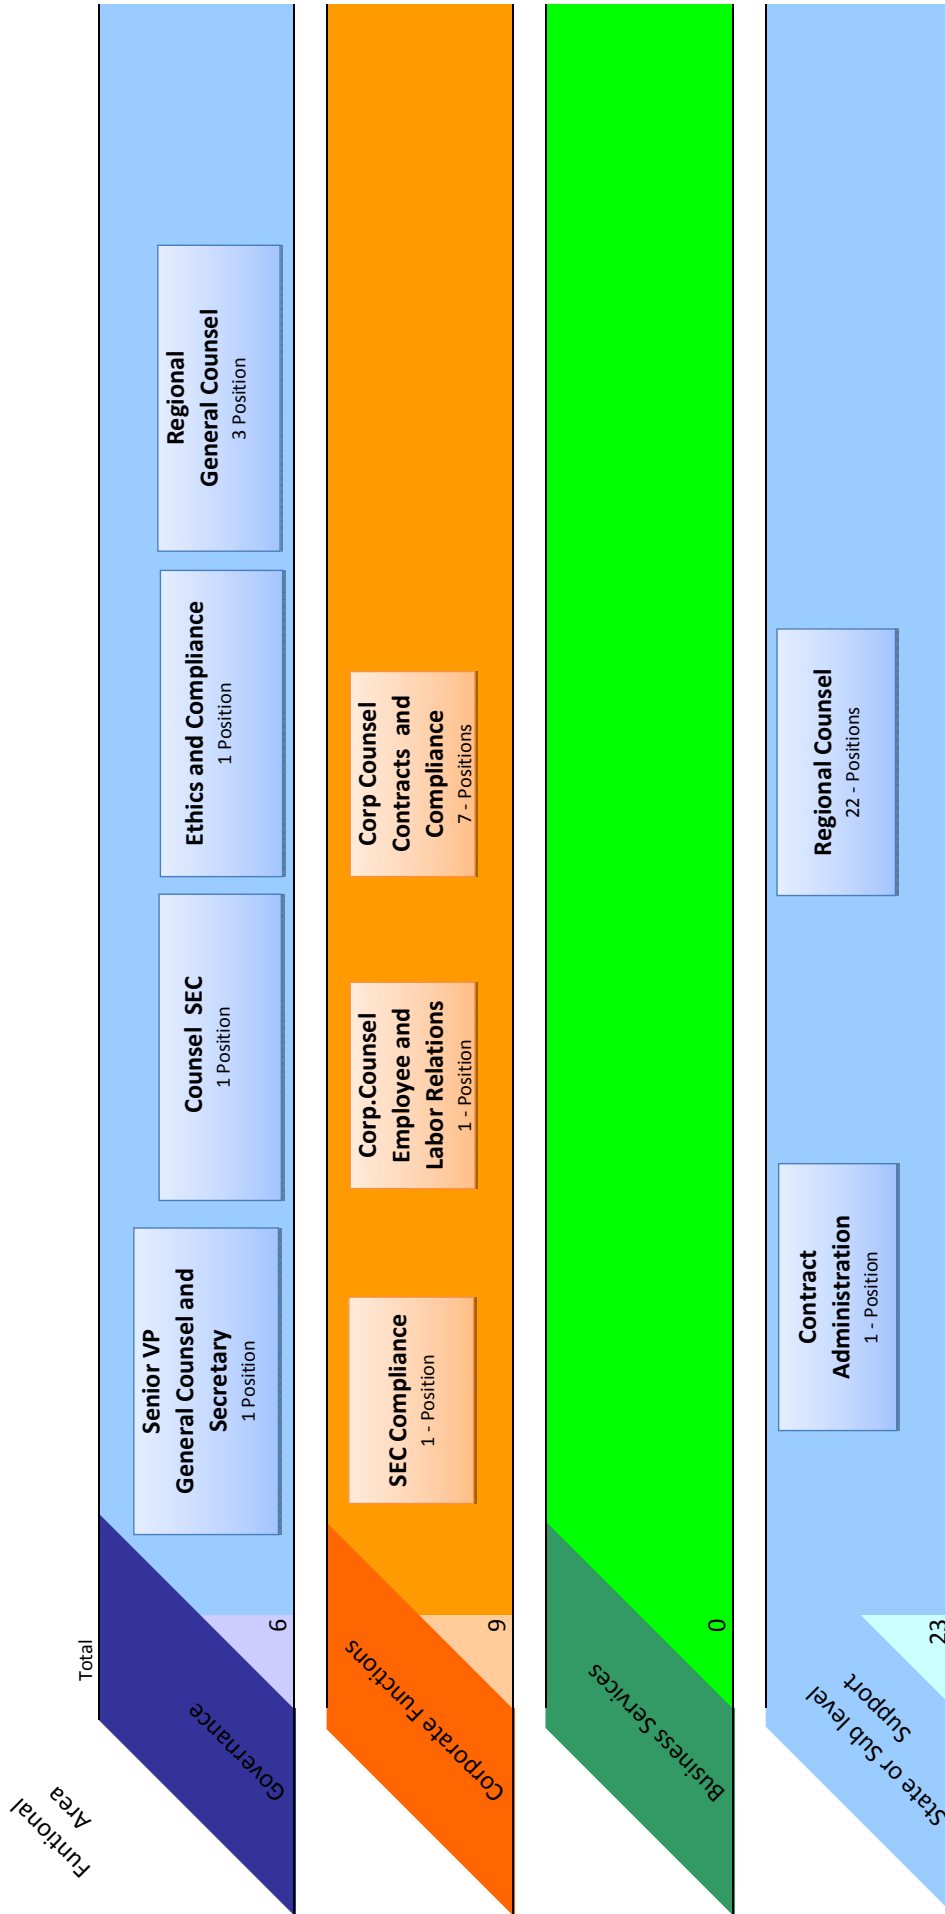 Funtional
Area
Total
Governance
6
Senior VP
General Counsel and
Secretary
1 Position
Counsel  SEC
1 Position
Ethics and Compliance
1 Position
Regional
General Counsel
3 Position
Corporate Functions
9
SEC Compliance
1 - Position
Corp.Counsel
Employee and
Labor Relations
1 - Position
Corp Counsel
Contracts  and
Compliance
7 - Positions
Business Services
0
State or Sub level
Support
23
Contract
Administration
1 - Position
Regional Counsel
22 - Positions